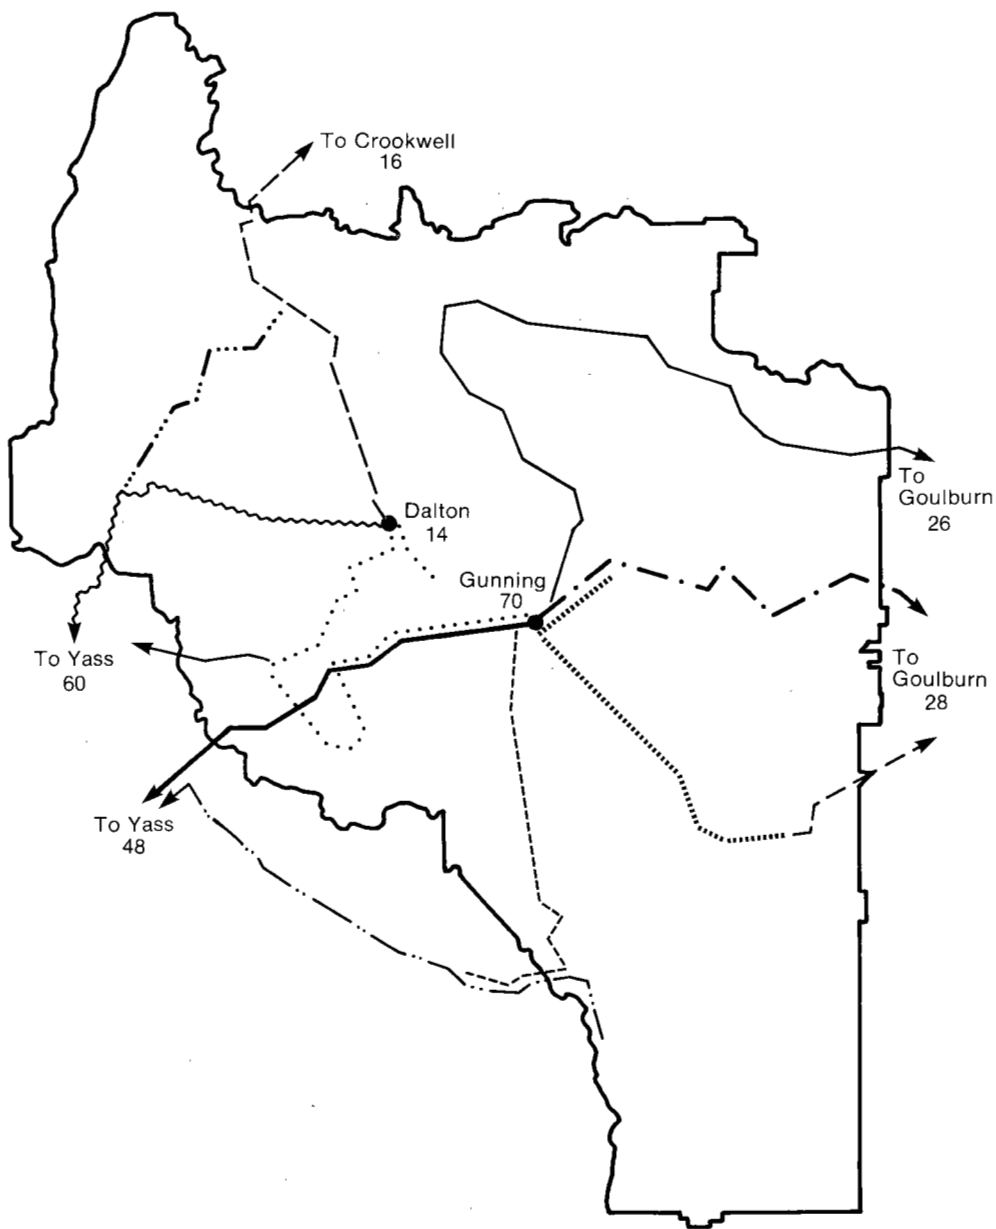 To Crookwell
16
To
Goulburn
26
Dalton
14
Gunning
70
To Yass
60
To
Goulburn
28
To Yass
48